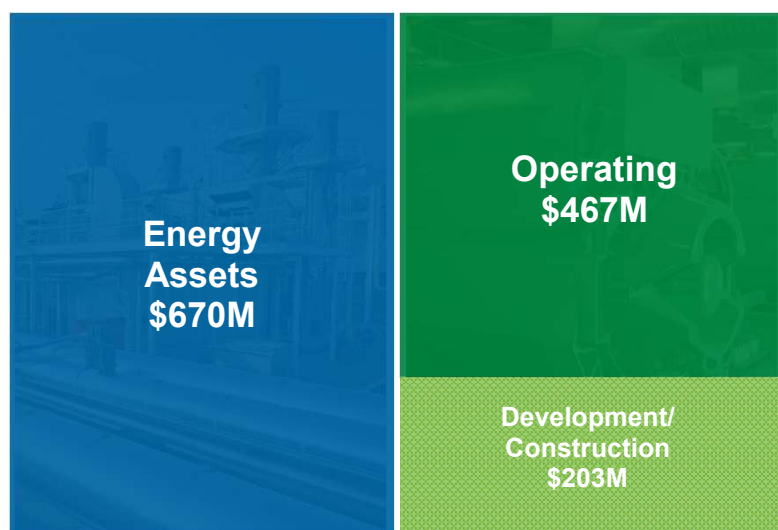 Energy
Assets
$670M
Operating
$467M
Development/
Construction
$203M